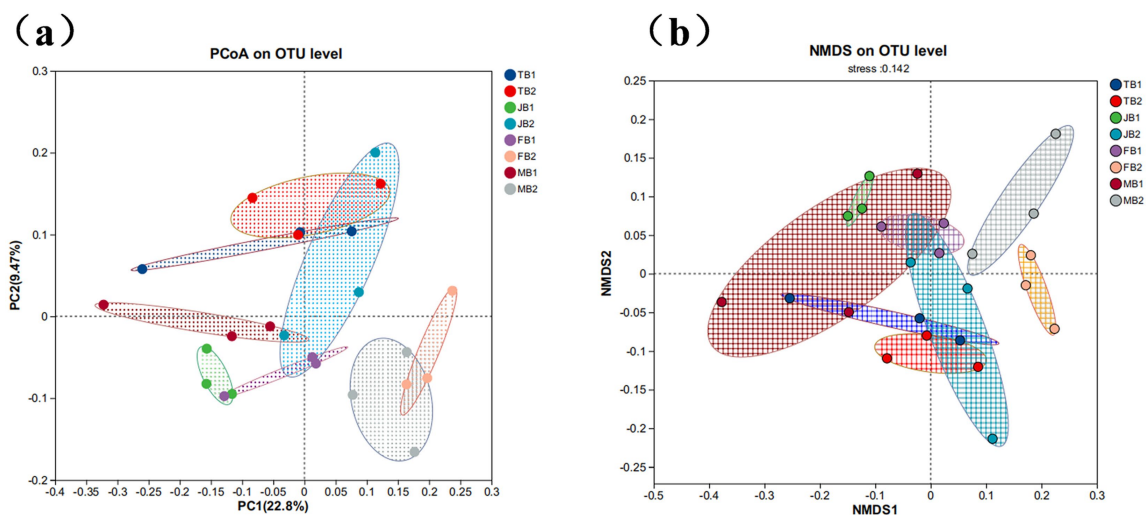 (a)
PCoA on OTU level
0.3
0.2
0.1
0
-0.1
-0.2
-0.4
-0.35
-0.3
-0.25
-0.2
-0.15
-0.1
-0.05
0
0.05
0.1
0.15
0.2
0.25
0.3
PC1(22.8%)
PC2(9.47%)
TB1
TB2
JB1
JB2
FB1
FB2
MB1
MB2
(b)
NMDS on OTU level
stress :0.142
0.25
0.2
0.15
0.1
0.05
0
-0.05
-0.1
-0.15
-0.2
-0.25
-0.5
-0.4
-0.3
-0.2
-0.1
0
0.1
0.2
0.3
NMDS1
NMDS2
TB1
TB2
JB1
JB2
FB1
FB2
MB1
MB2